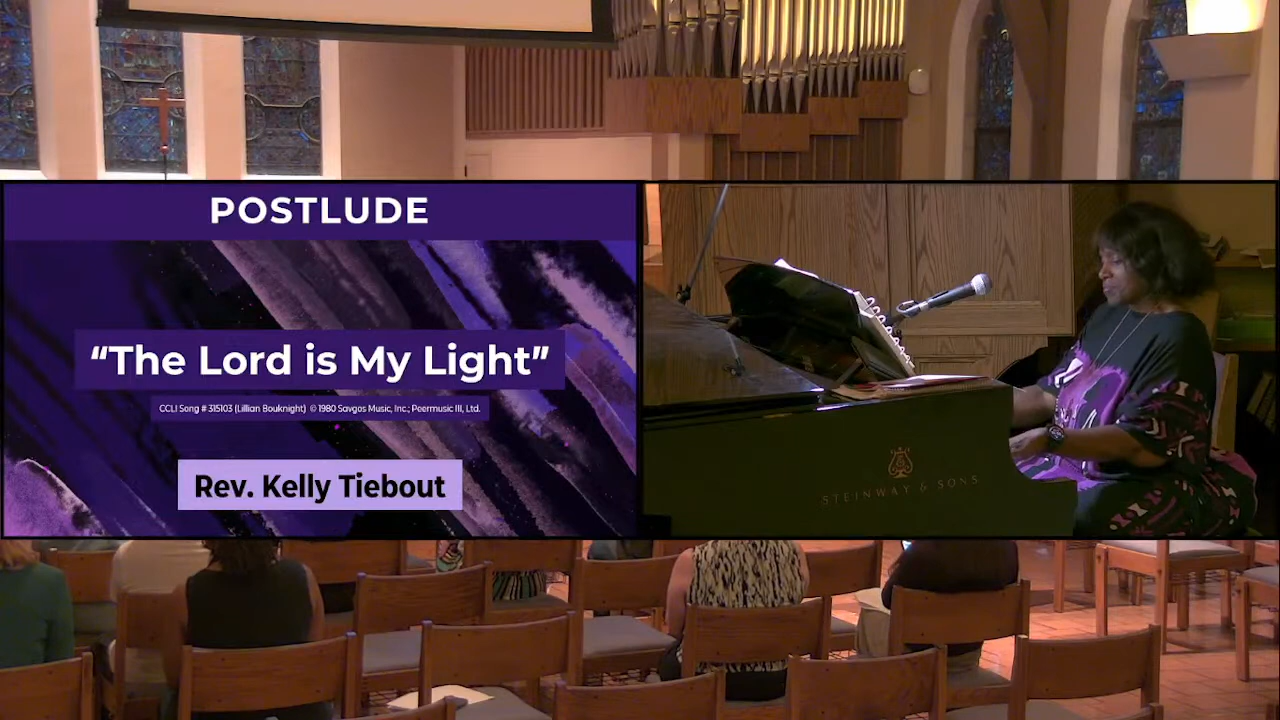 POSTLUDE
“The Lord is My Light”
CCLI Song # 315103 (Lillian Bouknight) © 1980 Savgos Music, Inc.; Peermusic III, Ltd.
Rev. Kelly Tiebout
STEINWAY & SONS